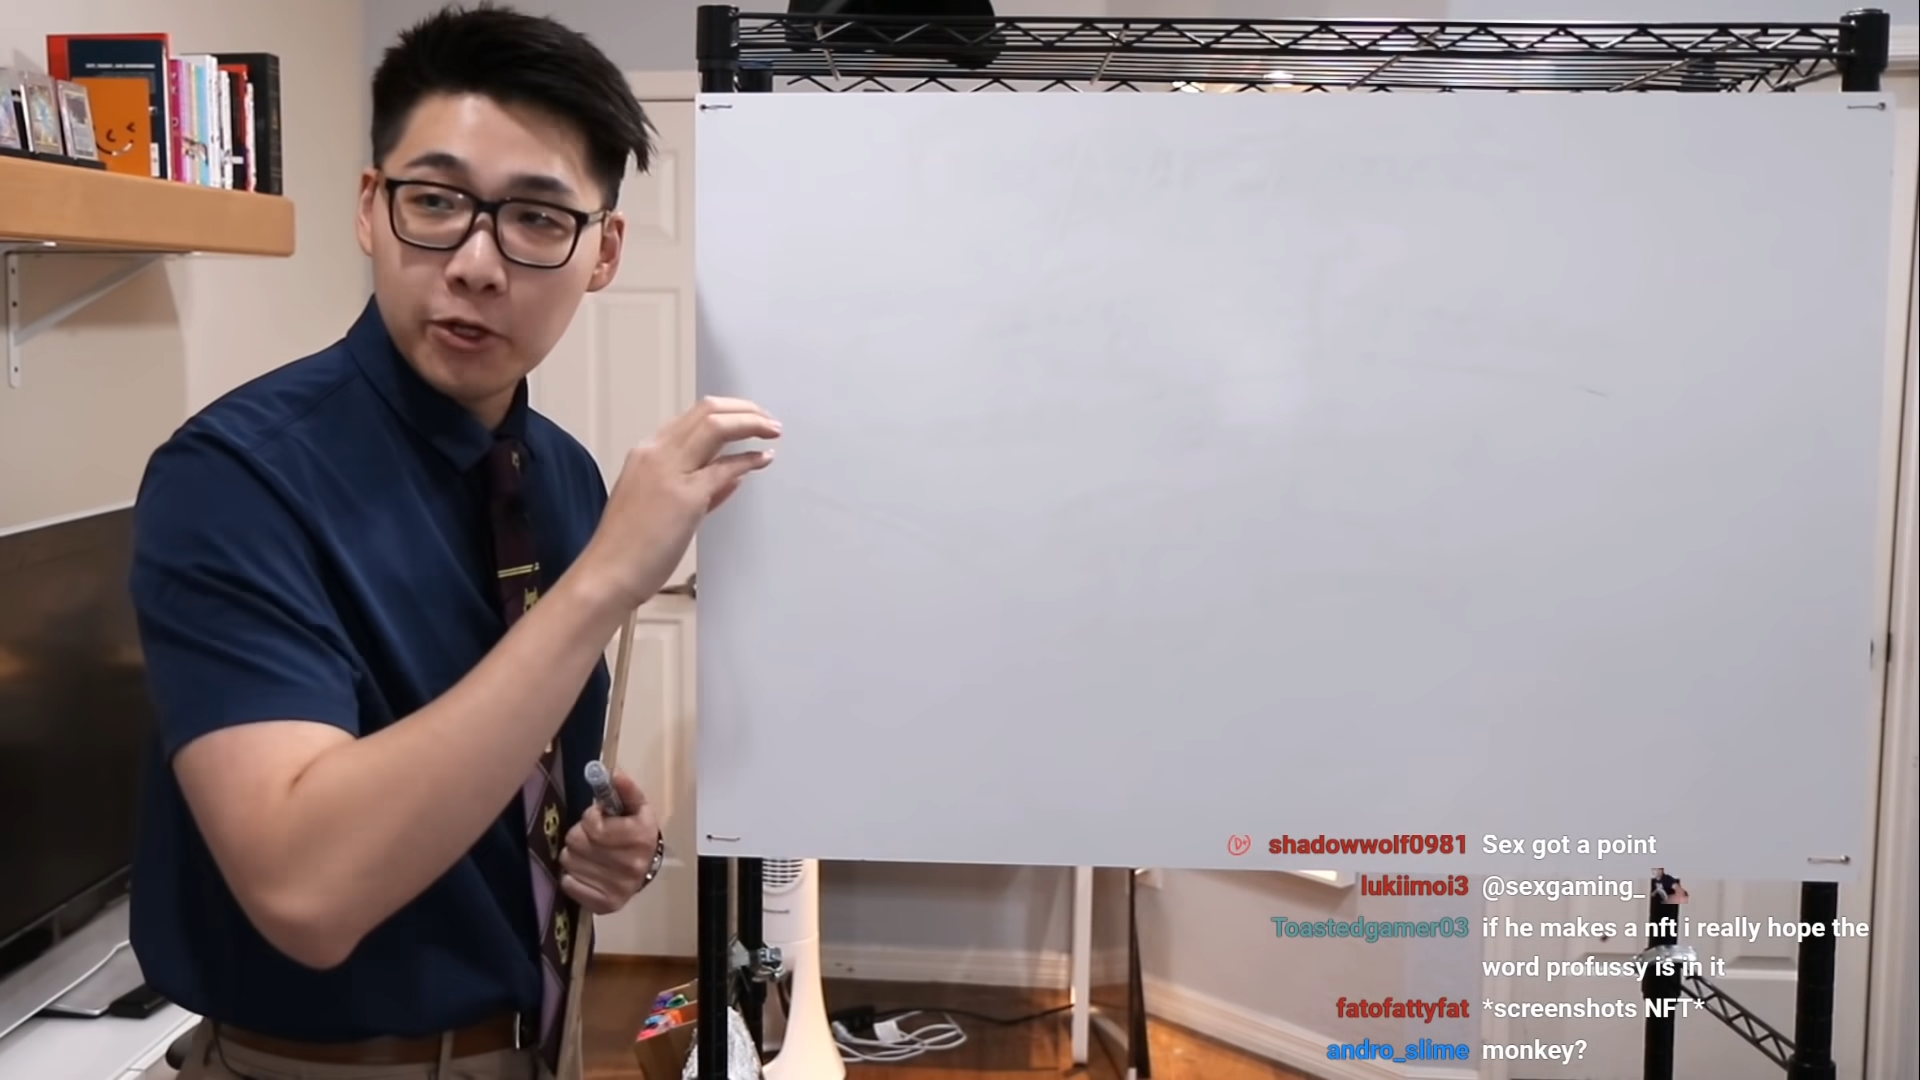 shadowwolf0981 Sex got a point
lukiimoi3 @sexgaming_
Toastedgamer03 if he makes a nft i really hope the
word profussy is in it
fatofattyfat *screenshots NFT*
andro_slime monkey?